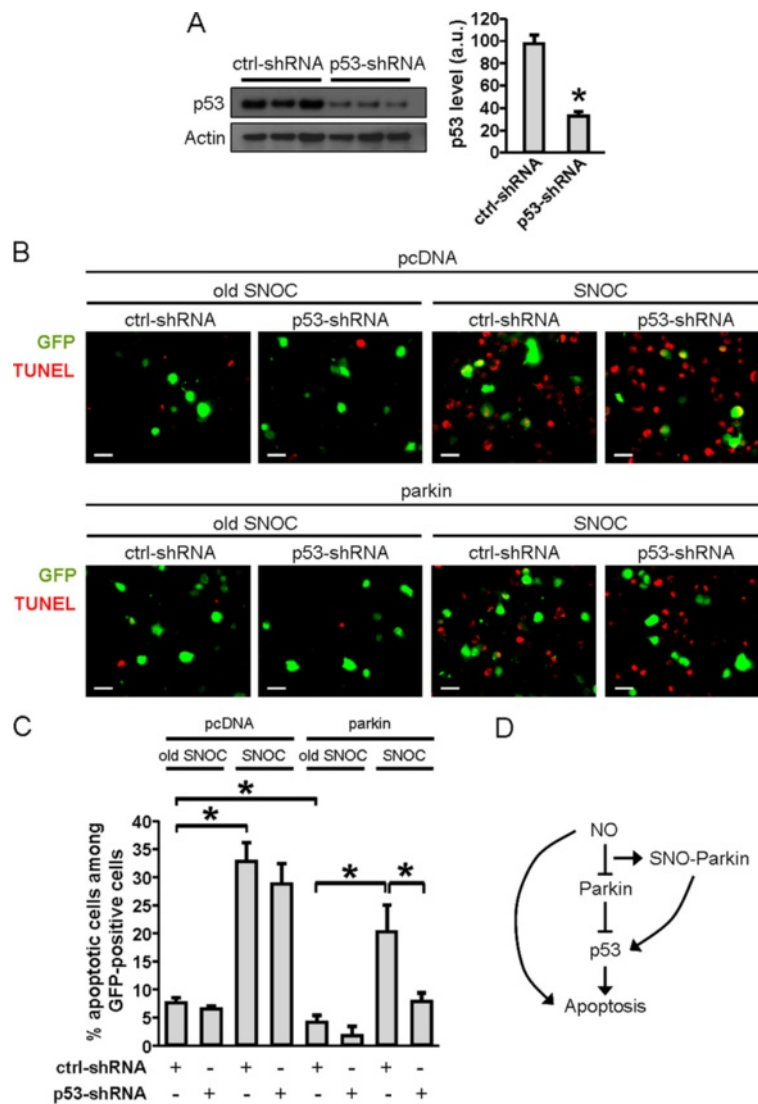 A
ctrl-shRNA p53-shRNA
p53
Actin
p53 level (a.u.)
120
100
80
60
40
20
0
*
ctrl-shRNA
p53-shRNA
B
pcDNA
old SNOC SNOC
ctrl-shRNA p53-shRNA ctrl-shRNA p53-shRNA
GFP
TUNEL
parkin
old SNOC SNOC
ctrl-shRNA p53-shRNA ctrl-shRNA p53-shRNA
GFP
TUNEL
C
pcDNA parkin
old SNOC SNOC old SNOC SNOC
% apoptotic cells among
GFP-positive cells
40
35
30
25
20
15
10
5
0
* * * *
ctrl-shRNA + - + - + - + -
p53-shRNA - + - + - + - +
D
NO
SNO-Parkin
Parkin
p53
Apoptosis